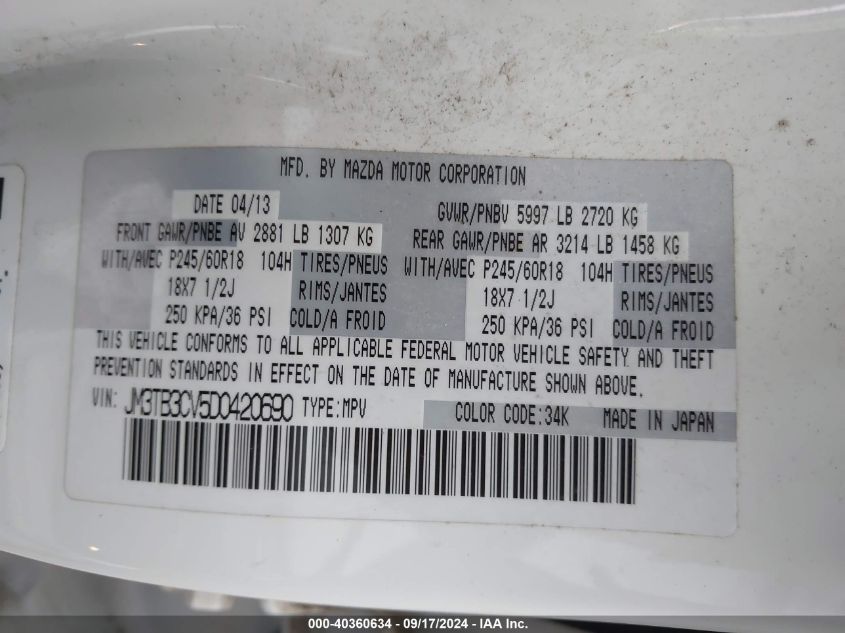 MFD. BY MAZDA MOTOR CORPORATION
DATE 04/13 GVWR/PNBV 5997 LB 2720 KG
FRONT GAWR/PNBE AV 2881 LB 1307 KG REAR GAWR/PNBE AR 3214 LB 1458 KG
WITH/AVEC P245/60R18 104H TIRES/PNEUS WITH/AVEC P245/60R18 104H TIRES/PNEUS
18X7 1/2J RIMS/JANTES 18X7 1/2J RIMS/JANTES
250 KPA/36 PSI COLD/A FROID 250 KPA/36 PSI COLD/A FROID
THIS VEHICLE CONFORMS TO ALL APPLICABLE FEDERAL MOTOR VEHICLE SAFETY AND THEFT
PREVENTION STANDARDS IN EFFECT ON THE DATE OF MANUFACTURE SHOWN ABOVE.
VIN: JM3TB3CV5D0420690 TYPE:MPV COLOR CODE:34K MADE IN JAPAN
000-40360634 - 09/17/2024 - IAA Inc.